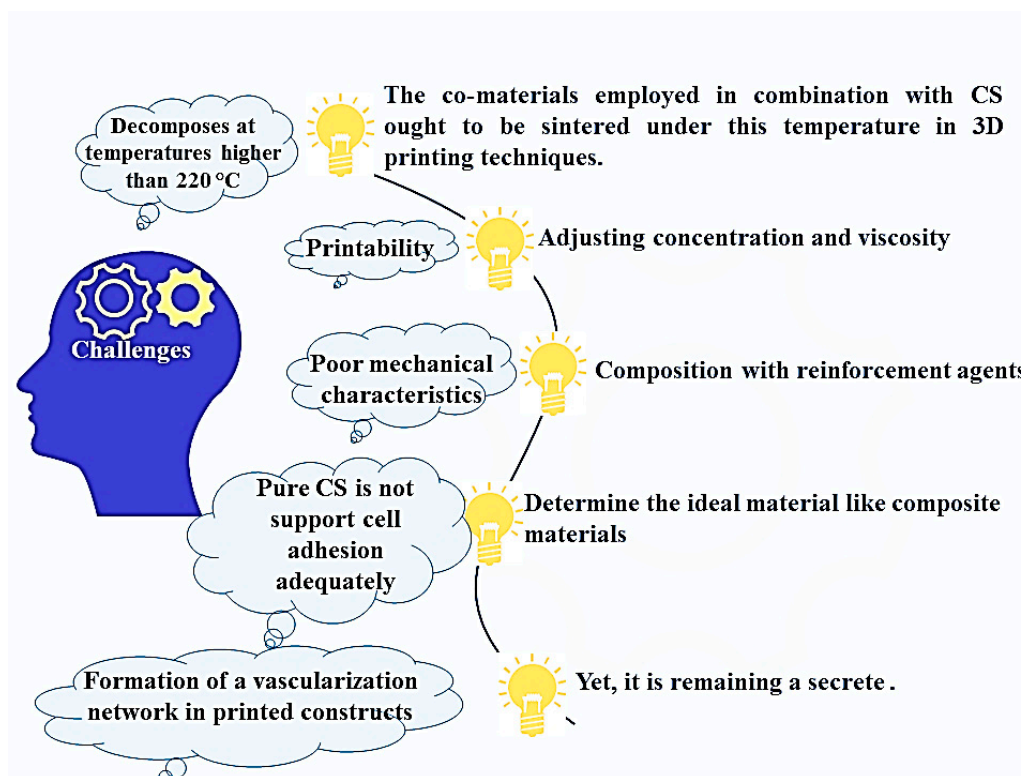 Decomposes at
temperatures higher
than 220 °C
The co-materials employed in combination with CS
ought to be sintered under this temperature in 3D
printing techniques.
Printability
Adjusting concentration and viscosity
Challenges
Poor mechanical
characteristics
Composition with reinforcement agents
Pure CS is not
support cell
adhesion
adequately
Determine the ideal material like composite
materials
Formation of a vascularization
network in printed constructs
Yet, it is remaining a secrete .